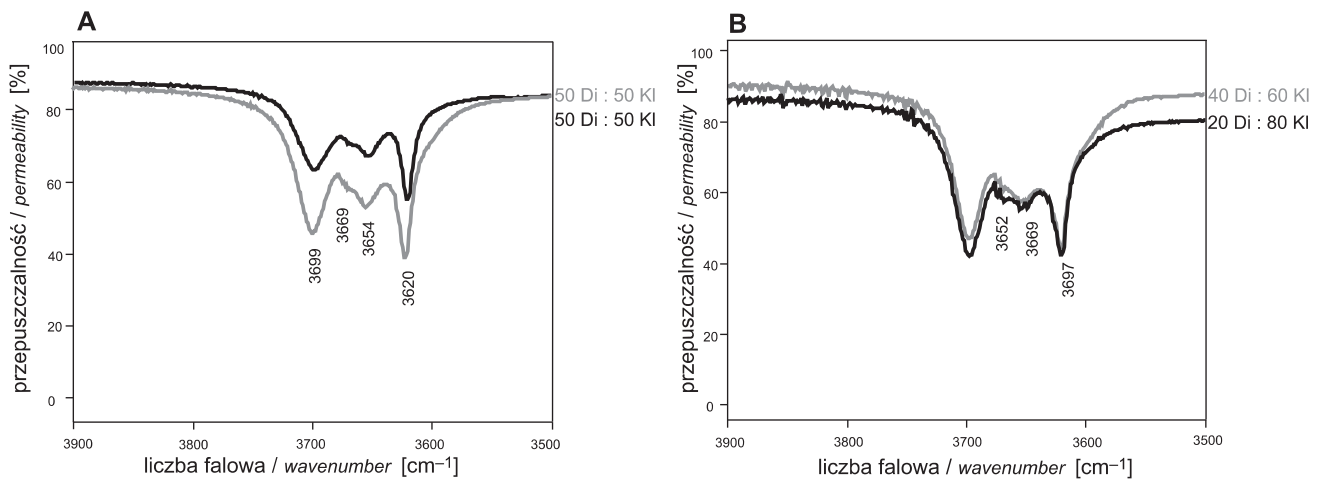 A
przepuszczalność / permeability [%]
100
80
60
40
20
0
50 Di : 50 Kl
50 Di : 50 Kl
3699
3669
3654
3620
3900
3800
3700
3600
3500
liczba falowa / wavenumber [cm–1]
B
przepuszczalność / permeability [%]
100
80
60
40
20
0
40 Di : 60 Kl
20 Di : 80 Kl
3652
3669
3697
3900
3800
3700
3600
3500
liczba falowa / wavenumber [cm–1]